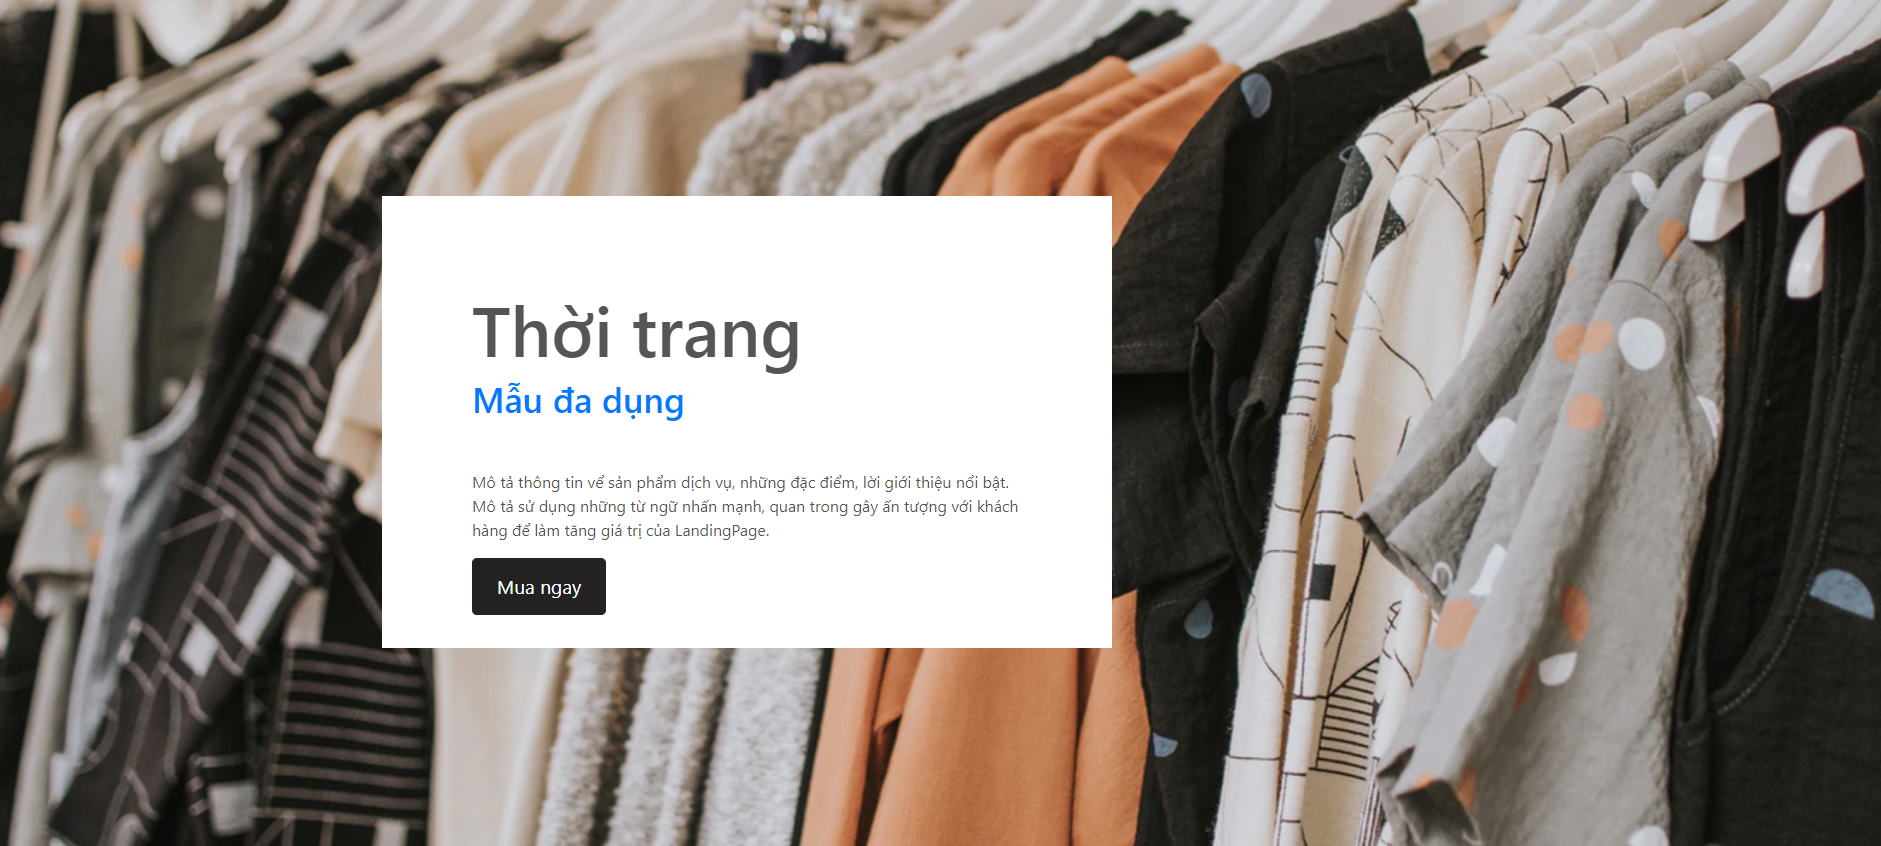 Thời trang
Mẫu đa dụng
Mô tả thông tin về sản phẩm dịch vụ, những đặc điểm, lời giới thiệu nổi bật.
Mô tả sử dụng những từ ngữ nhấn mạnh, quan trong gây ấn tượng với khách
hàng để làm tăng giá trị của LandingPage.
Mua ngay